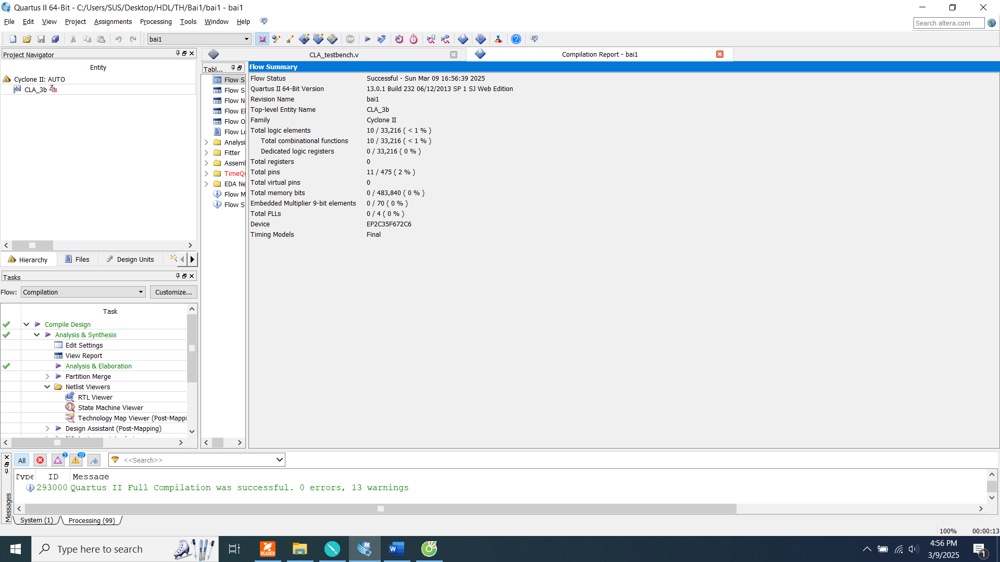 Quartus II 64-Bit - C:/Users/SUS/Desktop/HDL/TH/Bai1/bai1 - bai1
File Edit View Project Assignments Processing Tools Window Help
Search altera.com
bai1
Project Navigator
Entity
Cyclone II: AUTO
CLA_3b
Hierarchy Files Design Units
Tasks
Flow: Compilation Customize...
Task
Compile Design
Analysis & Synthesis
Edit Settings
View Report
Analysis & Elaboration
Partition Merge
Netlist Viewers
RTL Viewer
State Machine Viewer
Technology Map Viewer (Post-Mappi
Design Assistant (Post-Mapping)
CLA_testbench.v
Compilation Report - bai1
Tabl...
Flow S
Flow S
Flow N
Flow El
Flow O
Flow Lo
Analysi
Fitter
Assem
TimeQu
EDA Ne
Flow M
Flow S
Flow Summary
Flow Status Successful - Sun Mar 09 16:56:39 2025
Quartus II 64-Bit Version 13.0.1 Build 232 06/12/2013 SP 1 SJ Web Edition
Revision Name bai1
Top-level Entity Name CLA_3b
Family Cyclone II
Total logic elements 10 / 33,216 ( < 1 % )
Total combinational functions 10 / 33,216 ( < 1 % )
Dedicated logic registers 0 / 33,216 ( 0 % )
Total registers 0
Total pins 11 / 475 ( 2 % )
Total virtual pins 0
Total memory bits 0 / 483,840 ( 0 % )
Embedded Multiplier 9-bit elements 0 / 70 ( 0 % )
Total PLLs 0 / 4 ( 0 % )
Device EP2C35F672C6
Timing Models Final
All 3 10 <<Search>>
Type ID Message
293000 Quartus II Full Compilation was successful. 0 errors, 13 warnings
Messages
System (1) Processing (99)
100% 00:00:13
Type here to search
READER
W
4:56 PM
3/9/2025
1